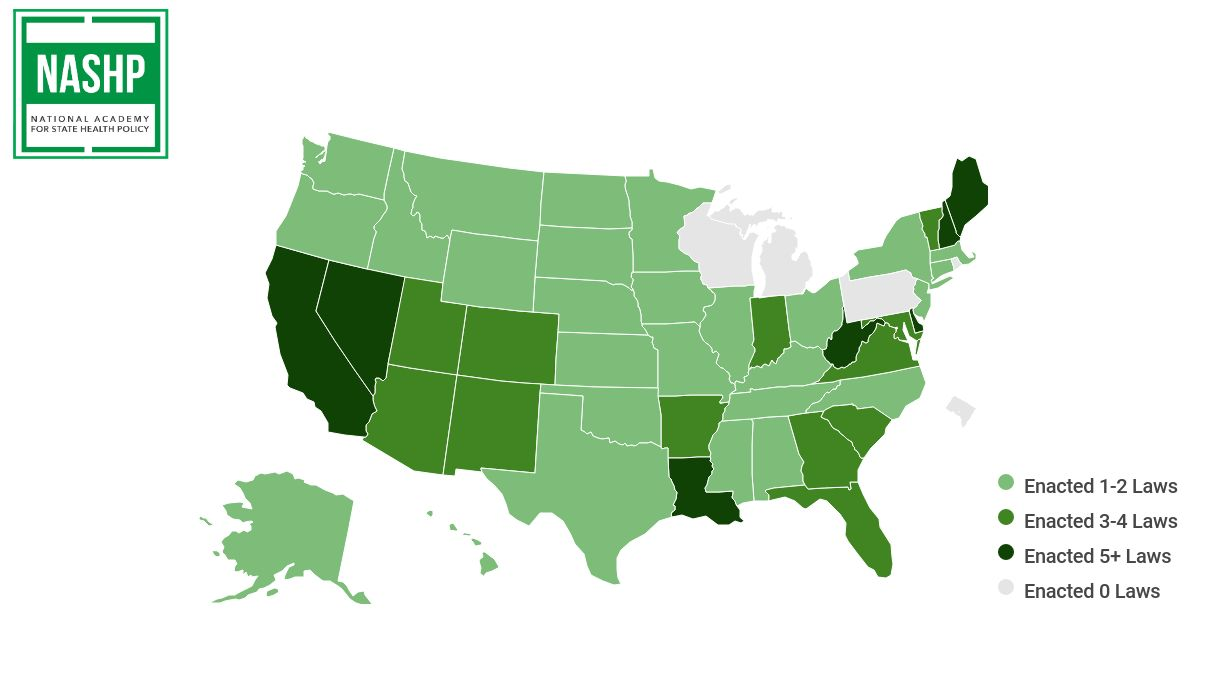 NASHP
NATIONAL ACADEMY
FOR STATE HEALTH POLICY
Enacted 1-2 Laws
Enacted 3-4 Laws
Enacted 5+ Laws
Enacted 0 Laws